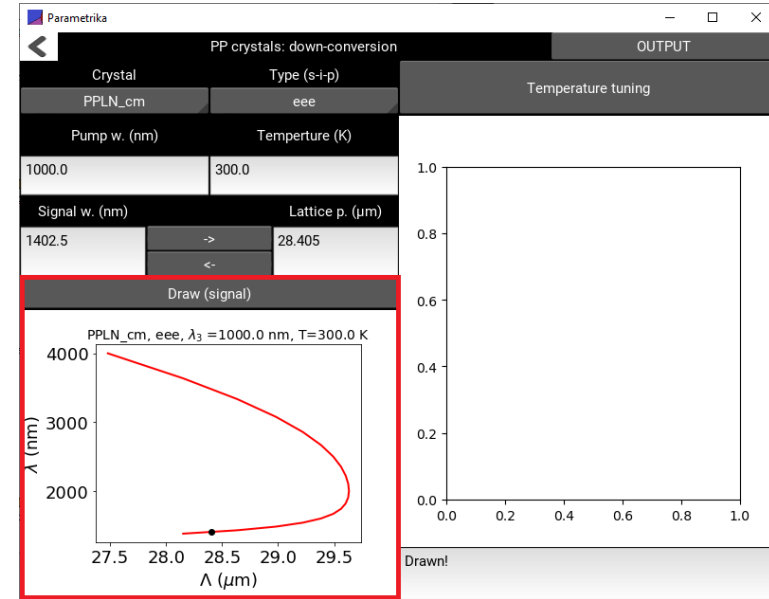 Parametrika
PP crystals: down-conversion
OUTPUT
Crystal
Type (s-i-p)
PPLN_cm
eee
Pump w. (nm)
Temperture (K)
1000.0
300.0
Signal w. (nm)
Lattice p. (μm)
1402.5
->
28.405
<-
Draw (signal)
PPLN_cm, eee, λ₃ =1000.0 nm, T=300.0 K
4000
3000
2000
λ (nm)
27.5 28.0 28.5 29.0 29.5
Λ (μm)
Temperature tuning
1.0
0.8
0.6
0.4
0.2
0.0
0.0 0.2 0.4 0.6 0.8 1.0
Drawn!